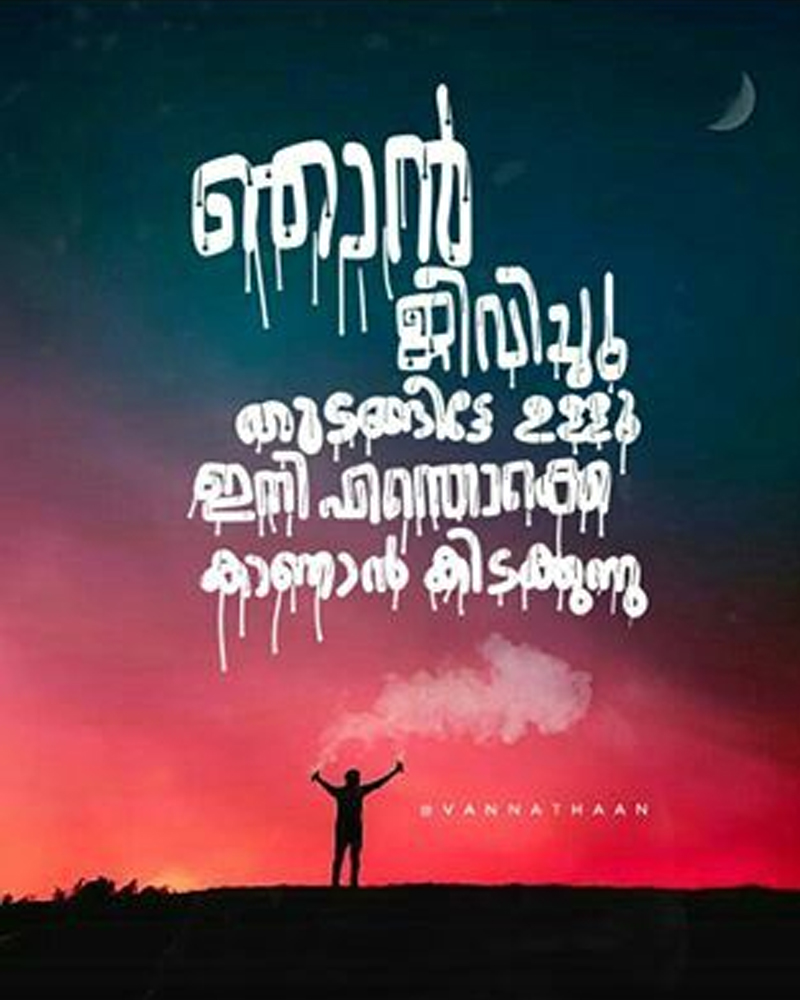 ഞാൻ
ജീവിച്ചു
തുടങ്ങീട്ടേ ഉള്ളു
ഇനി എന്തൊക്കെ
കാണാൻ കിടക്കുന്നു
@VANNATHAAN